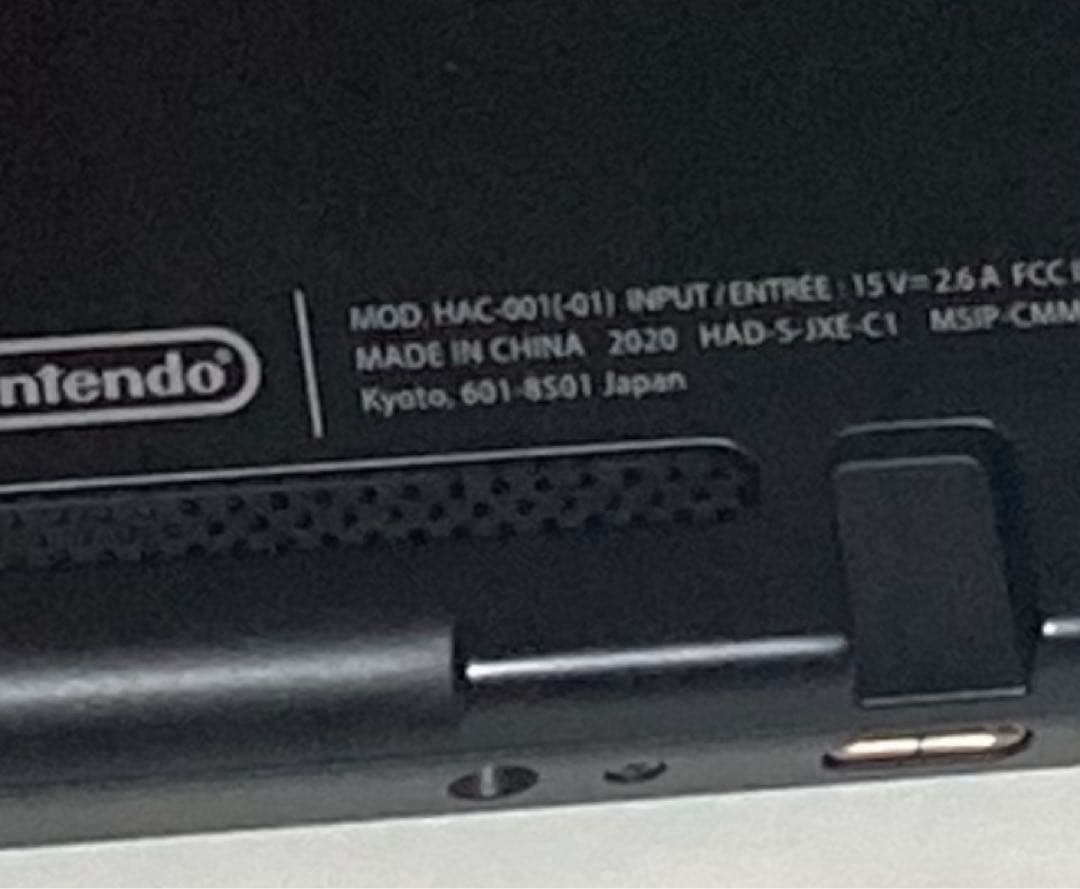 ntendo®
MOD. HAC-001(-01) INPUT/ENTRÉE : 15 V⎓2.6 A FCC
MADE IN CHINA 2020 HAD-S-JXE-C1 MSIP-CMM
Kyoto, 601-8501 Japan